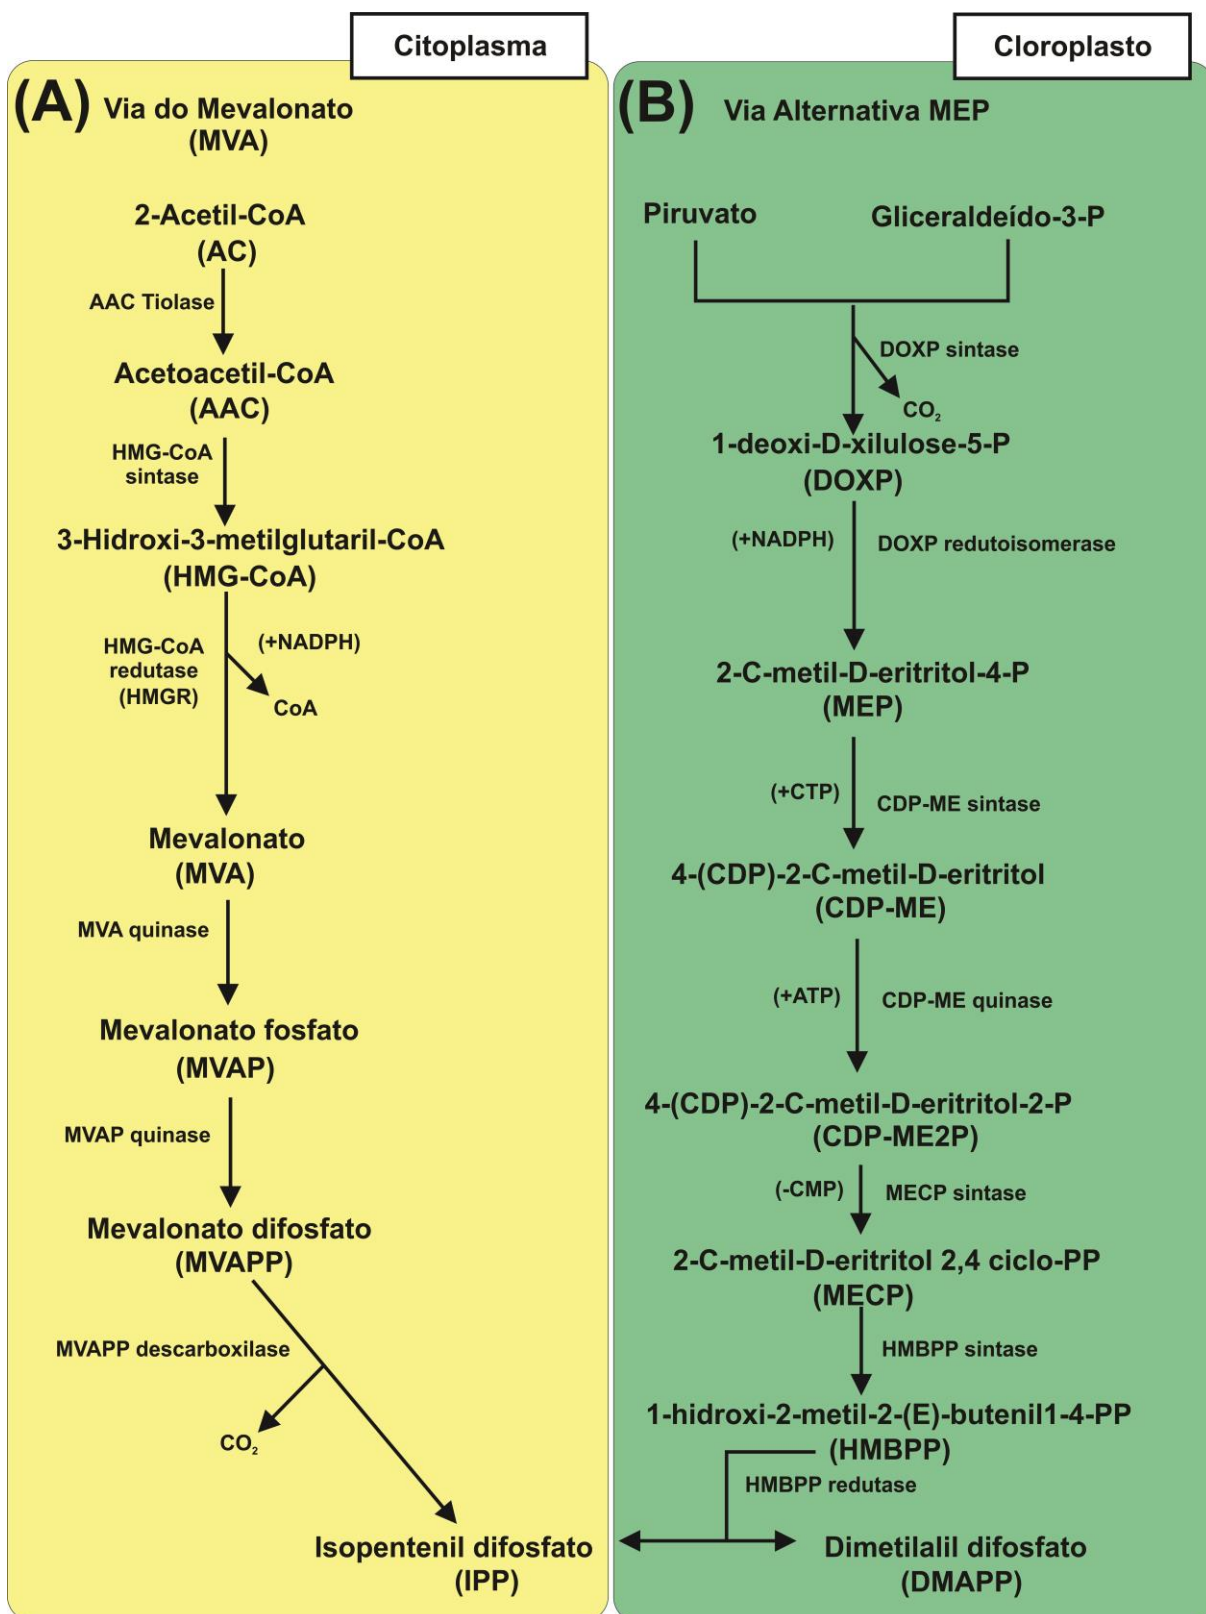 Citoplasma
(A) Via do Mevalonato
(MVA)
2-Acetil-CoA
(AC)
AAC Tiolase
Acetoacetil-CoA
(AAC)
HMG-CoA
sintase
3-Hidroxi-3-metilglutaril-CoA
(HMG-CoA)
HMG-CoA
redutase
(HMGR)
(+NADPH)
CoA
Mevalonato
(MVA)
MVA quinase
Mevalonato fosfato
(MVAP)
MVAP quinase
Mevalonato difosfato
(MVAPP)
MVAPP descarboxilase
CO₂
Isopentenil difosfato
(IPP)
Cloroplasto
(B) Via Alternativa MEP
Piruvato
Gliceraldeído-3-P
DOXP sintase
CO₂
1-deoxi-D-xilulose-5-P
(DOXP)
(+NADPH)
DOXP redutoisomerase
2-C-metil-D-eritritol-4-P
(MEP)
(+CTP)
CDP-ME sintase
4-(CDP)-2-C-metil-D-eritritol
(CDP-ME)
(+ATP)
CDP-ME quinase
4-(CDP)-2-C-metil-D-eritritol-2-P
(CDP-ME2P)
(-CMP)
MECP sintase
2-C-metil-D-eritritol 2,4 ciclo-PP
(MECP)
HMBPP sintase
1-hidroxi-2-metil-2-(E)-butenil1-4-PP
(HMBPP)
HMBPP redutase
Dimetilalil difosfato
(DMAPP)